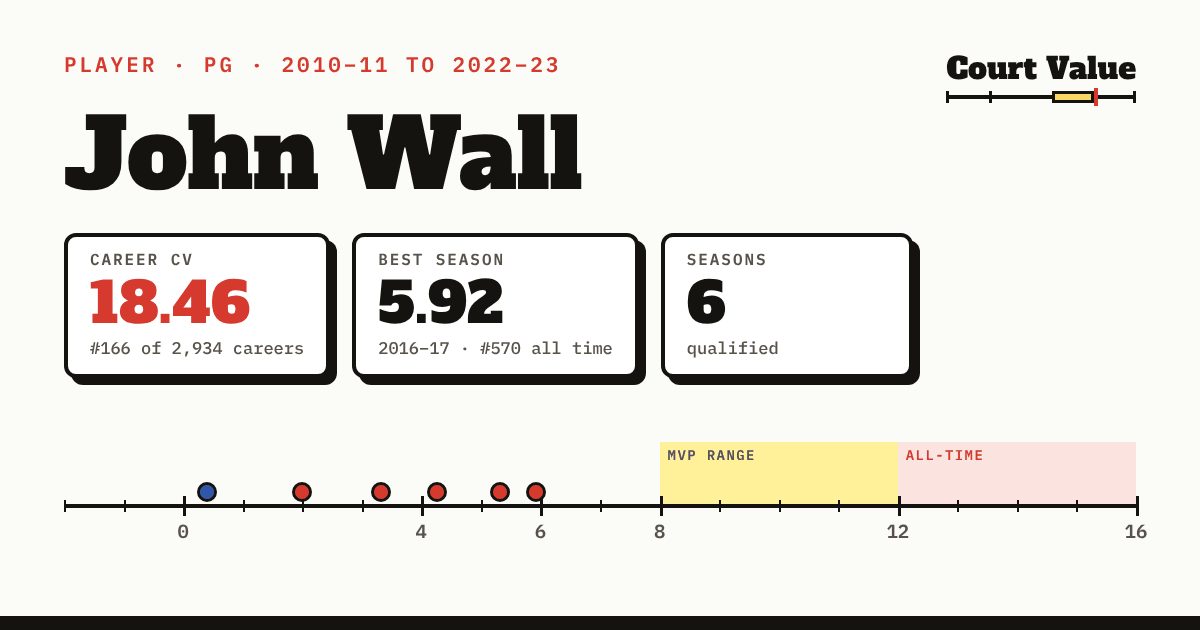 PLAYER · PG · 2010–11 TO 2022–23
Court Value
John Wall
CAREER CV
18.46
#166 of 2,934 careers
BEST SEASON
5.92
2016–17 · #570 all time
SEASONS
6
qualified
MVP RANGE
ALL-TIME
0 4 6 8 12 16